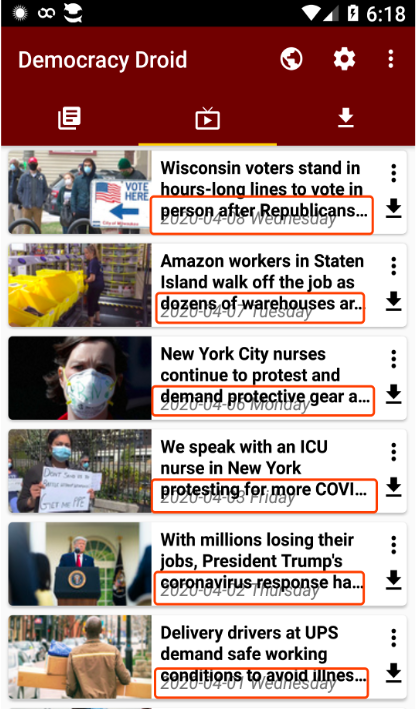 6:18
Democracy Droid
Wisconsin voters stand in
hours-long lines to vote in
person after Republicans...
2020-04-08 Wednesday
VOTE
HERE
Amazon workers in Staten
Island walk off the job as
dozens of warehouses ar...
2020-04-07 Tuesday
New York City nurses
continue to protest and
demand protective gear a...
2020-04-06 Monday
We speak with an ICU
nurse in New York
protesting for more COVI...
2020-04-03 Friday
GET ME PPE
With millions losing their
jobs, President Trump's
coronavirus response ha...
2020-04-02 Thursday
Delivery drivers at UPS
demand safe working
conditions to avoid illnes...
2020-04-01 Wednesday